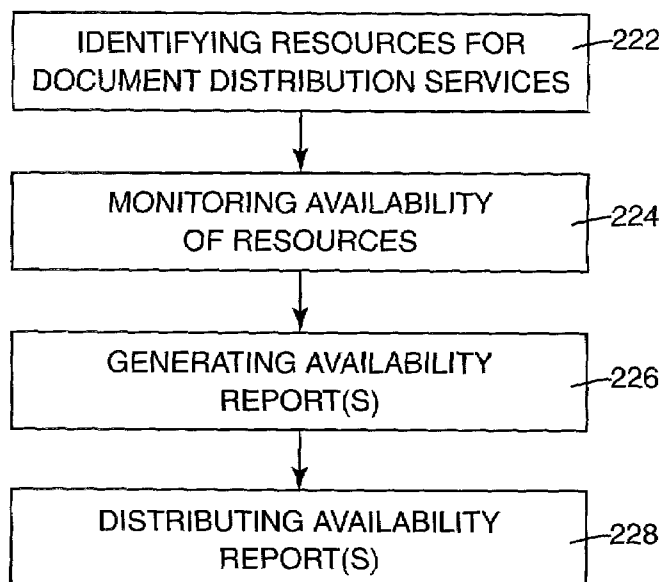 IDENTIFYING RESOURCES FOR
DOCUMENT DISTRIBUTION SERVICES
222
MONITORING AVAILABILITY
OF RESOURCES
224
GENERATING AVAILABILITY
REPORT(S)
226
DISTRIBUTING AVAILABILITY
REPORT(S)
228